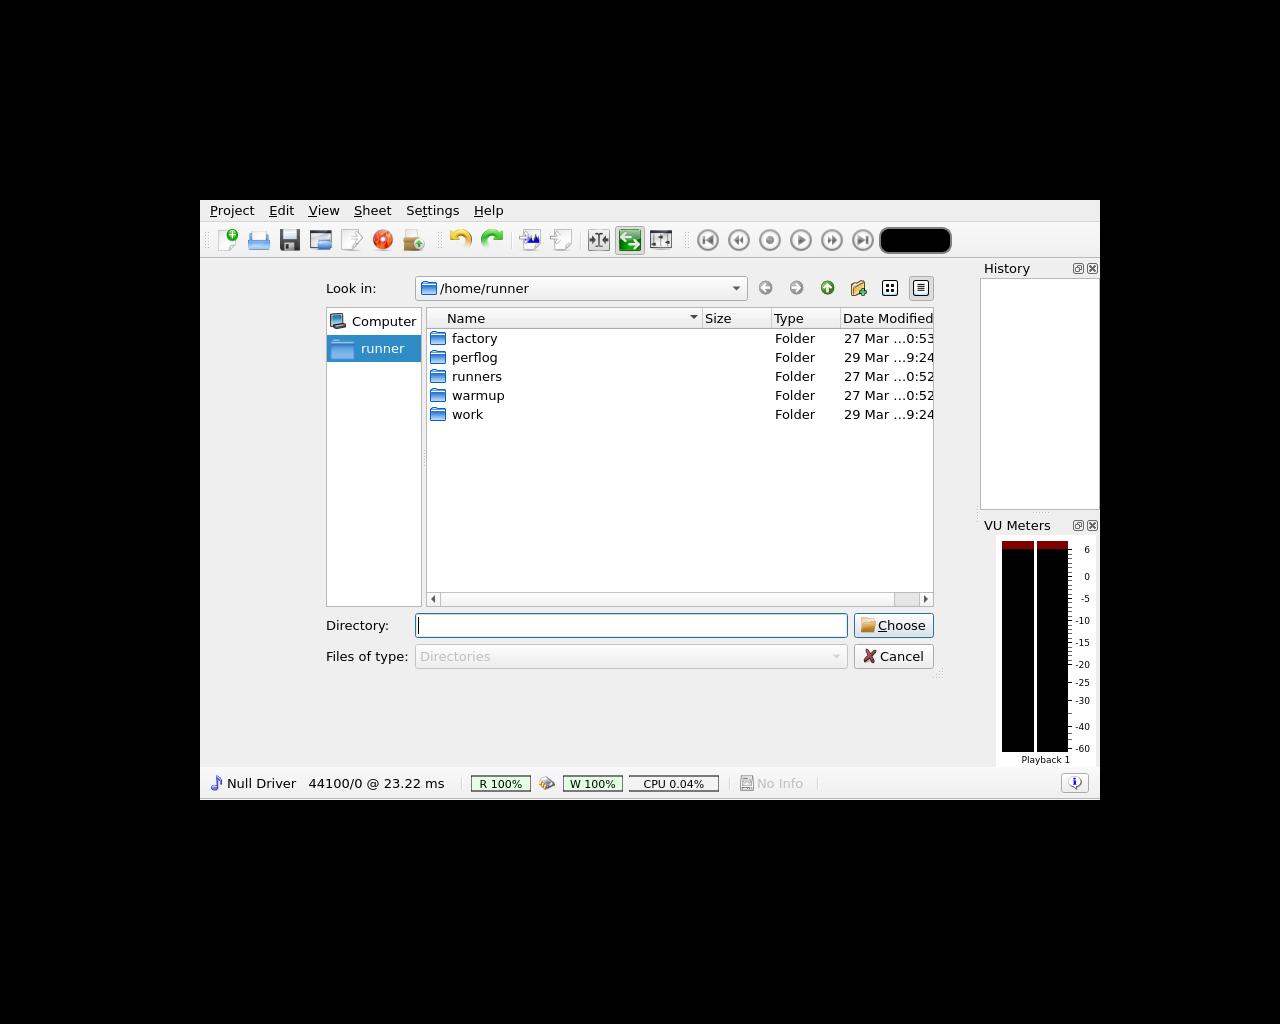 Project Edit View Sheet Settings Help
History
Look in: /home/runner
Computer
runner
Name Size Type Date Modified
factory Folder 27 Mar ...0:53
perflog Folder 29 Mar ...9:24
runners Folder 27 Mar ...0:52
warmup Folder 27 Mar ...0:52
work Folder 29 Mar ...9:24
VU Meters
6
0
-5
-10
-15
-20
-25
-30
-40
-60
Playback 1
Directory: Choose
Files of type: Directories Cancel
Null Driver 44100/0 @ 23.22 ms R 100% W 100% CPU 0.04% No Info